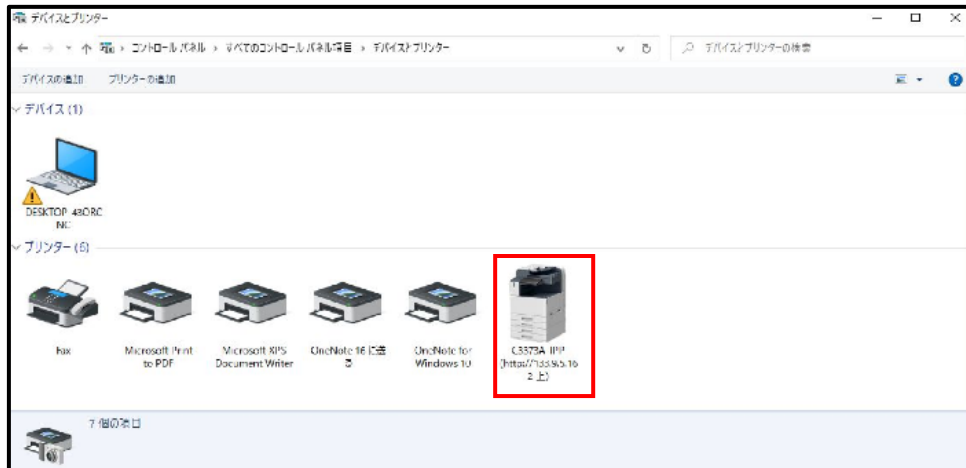 デバイスとプリンター
コントロール パネル › すべてのコントロール パネル項目 › デバイスとプリンター
デバイスとプリンターの検索
デバイスの追加 プリンターの追加
デバイス (1)
DESKTOP
プリンター (6)
Fax
Microsoft Print
to PDF
Microsoft XPS
Document Writer
OneNote 16 に送
る
OneNote for
Windows 10
C3373A IPP
2 上)
7 個の項目